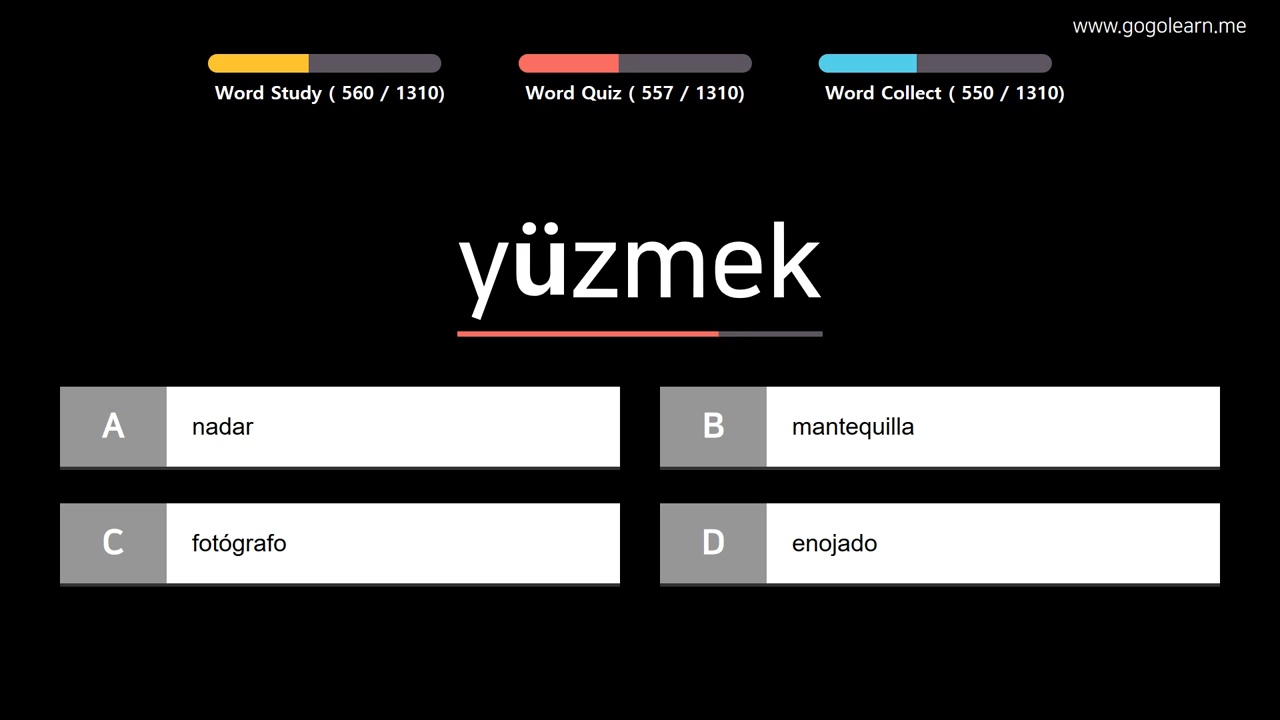 www.gogolearn.me
Word Study ( 560 / 1310)
Word Quiz ( 557 / 1310)
Word Collect ( 550 / 1310)
yüzmek
A nadar
B mantequilla
C fotógrafo
D enojado